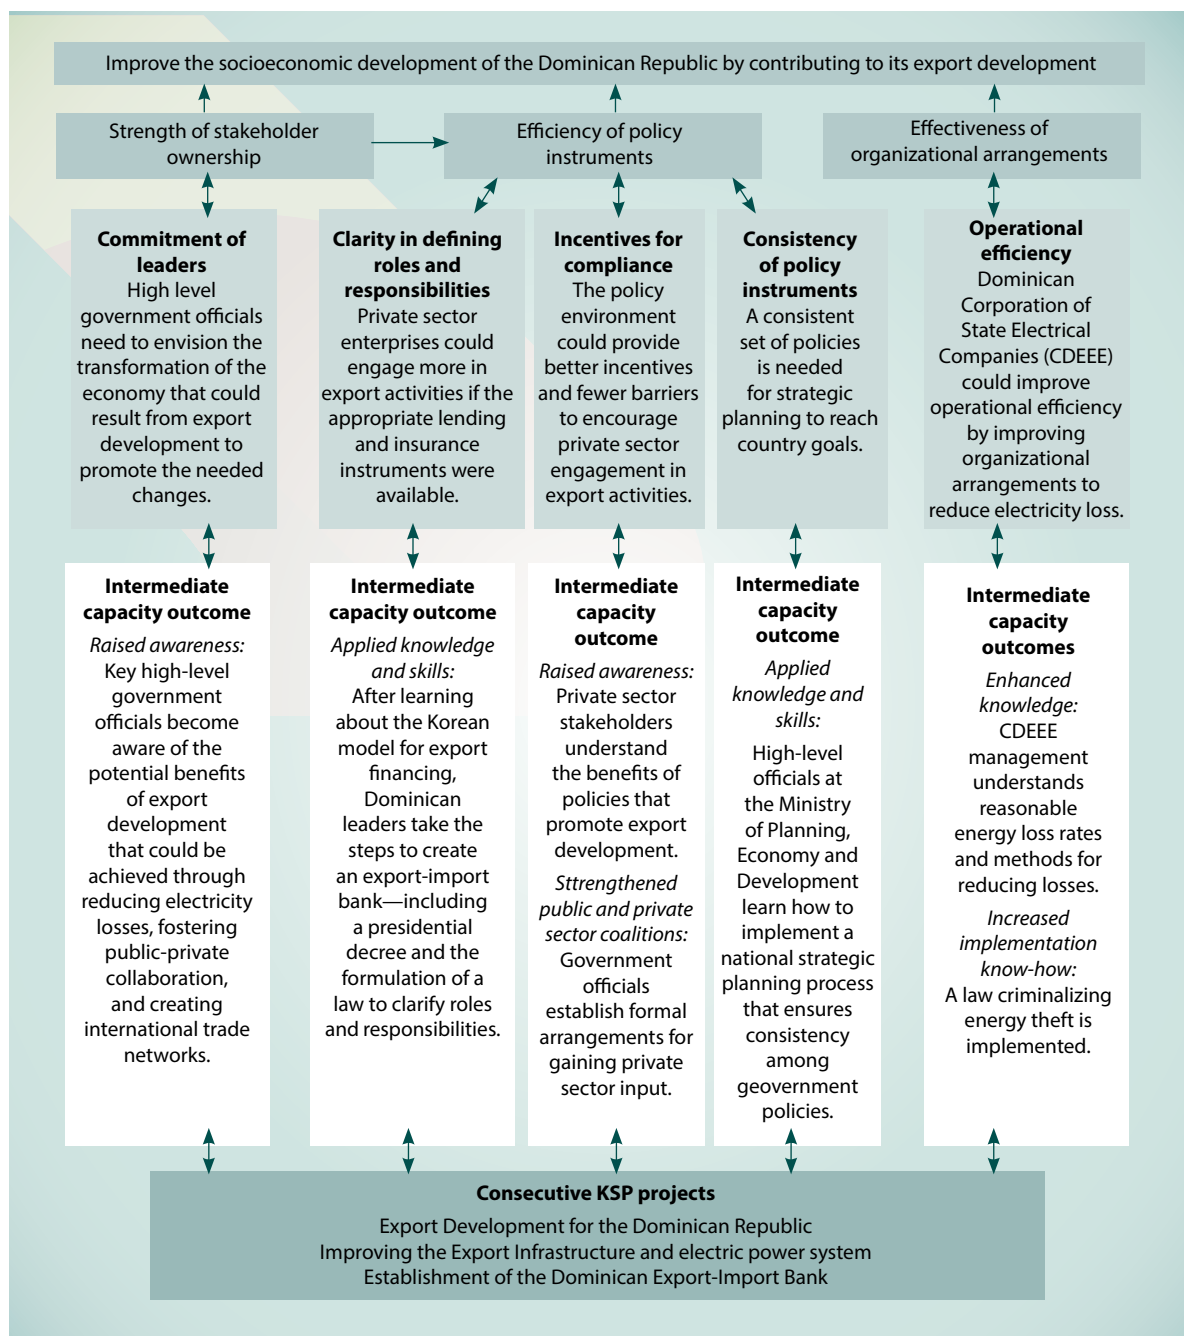 Improve the socioeconomic development of the Dominican Republic by contributing to its export development
Strength of stakeholder
ownership
Efficiency of policy
instruments
Effectiveness of
organizational arrangements
Commitment of
leaders
High level
government officials
need to envision the
transformation of the
economy that could
result from export
development to
promote the needed
changes.
Clarity in defining
roles and
responsibilities
Private sector
enterprises could
engage more in
export activities if the
appropriate lending
and insurance
instruments were
available.
Incentives for
compliance
The policy
environment
could provide
better incentives
and fewer barriers
to encourage
private sector
engagement in
export activities.
Consistency
of policy
instruments
A consistent
set of policies
is needed
for strategic
planning to reach
country goals.
Operational
efficiency
Dominican
Corporation of
State Electrical
Companies (CDEEE)
could improve
operational efficiency
by improving
organizational
arrangements to
reduce electricity loss.
Intermediate
capacity outcome
Raised awareness:
Key high-level
government
officials become
aware of the
potential benefits
of export
development
that could be
achieved through
reducing electricity
losses, fostering
public-private
collaboration,
and creating
international trade
networks.
Intermediate
capacity outcome
Applied knowledge
and skills:
After learning
about the Korean
model for export
financing,
Dominican
leaders take the
steps to create
an export-import
bank—including
a presidential
decree and the
formulation of a
law to clarify roles
and responsibilities.
Intermediate
capacity
outcome
Raised awareness:
Private sector
stakeholders
understand
the benefits of
policies that
promote export
development.
Sttrengthened
public and private
sector coalitions:
Government
officials
establish formal
arrangements for
gaining private
sector input.
Intermediate
capacity
outcome
Applied
knowledge and
skills:
High-level
officials at
the Ministry
of Planning,
Economy and
Development
learn how to
implement a
national strategic
planning process
that ensures
consistency
among
geovernment
policies.
Intermediate
capacity
outcomes
Enhanced
knowledge:
CDEEE
management
understands
reasonable
energy loss rates
and methods for
reducing losses.
Increased
implementation
know-how:
A law criminalizing
energy theft is
implemented.
Consecutive KSP projects
Export Development for the Dominican Republic
Improving the Export Infrastructure and electric power system
Establishment of the Dominican Export-Import Bank